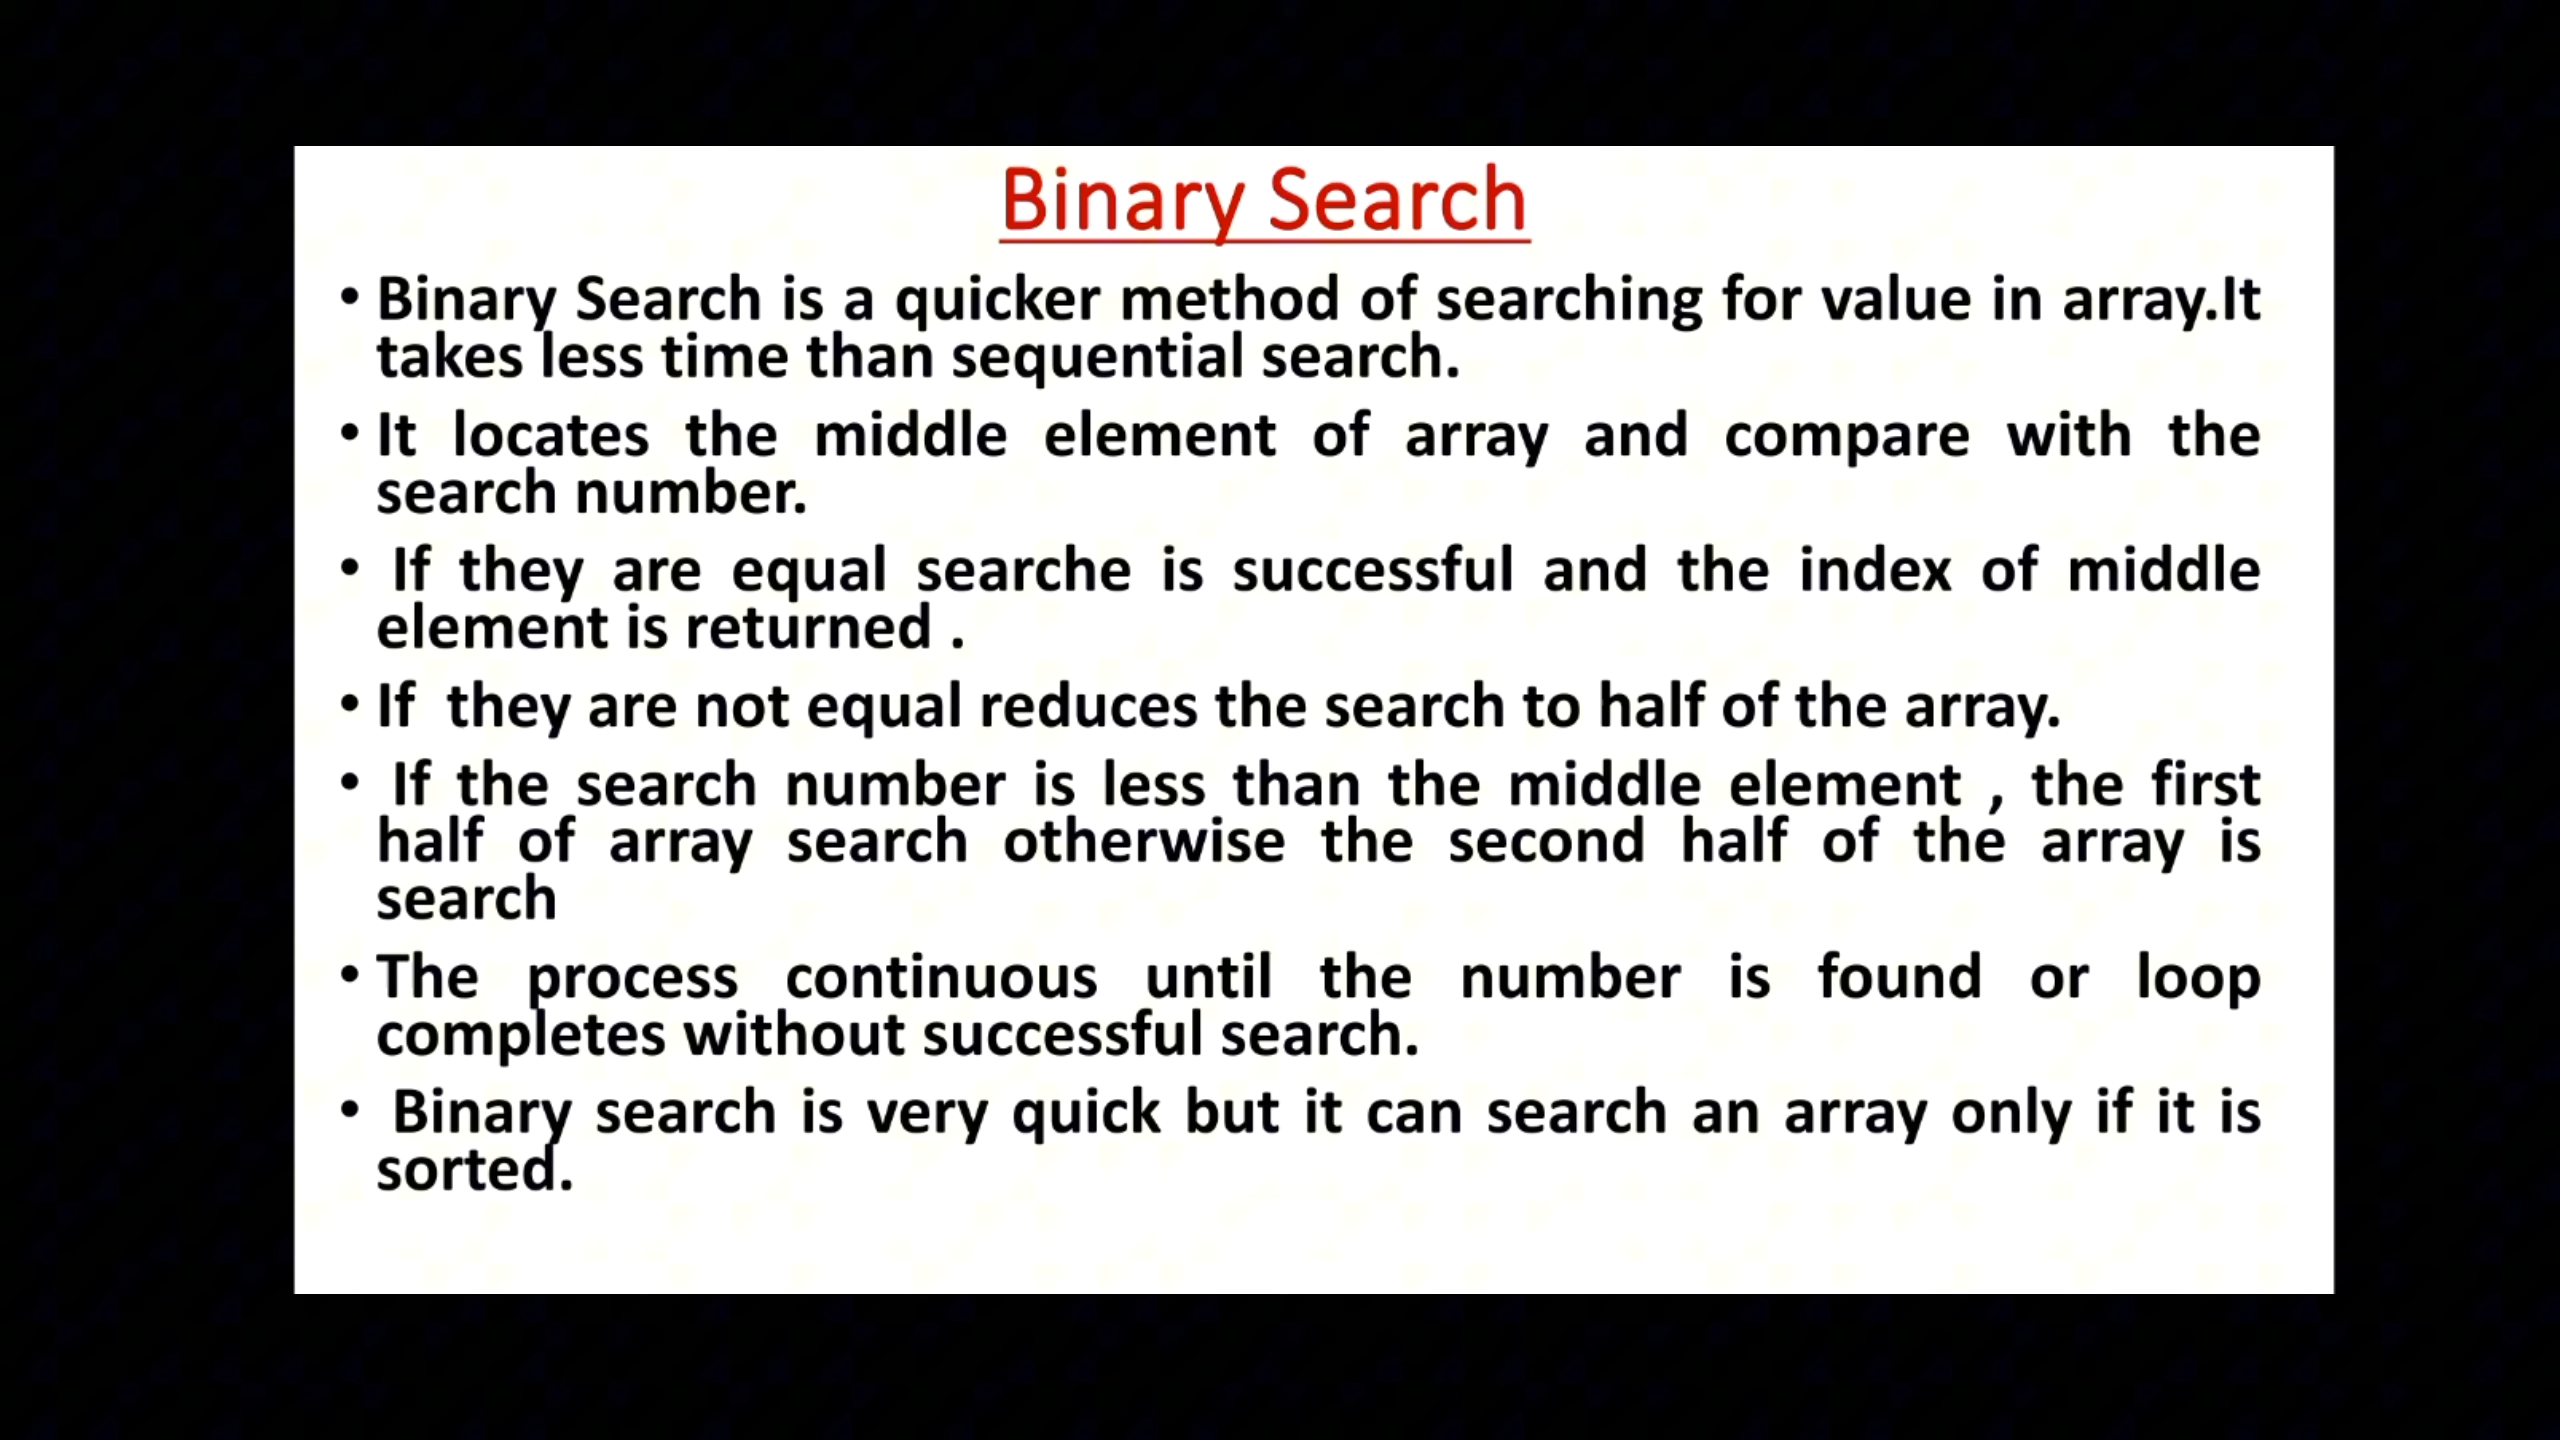 Binary Search
• Binary Search is a quicker method of searching for value in array.It
takes less time than sequential search.
• It locates the middle element of array and compare with the
search number.
• If they are equal searche is successful and the index of middle
element is returned .
• If they are not equal reduces the search to half of the array.
• If the search number is less than the middle element , the first
half of array search otherwise the second half of the array is
search
• The process continuous until the number is found or loop
completes without successful search.
• Binary search is very quick but it can search an array only if it is
sorted.